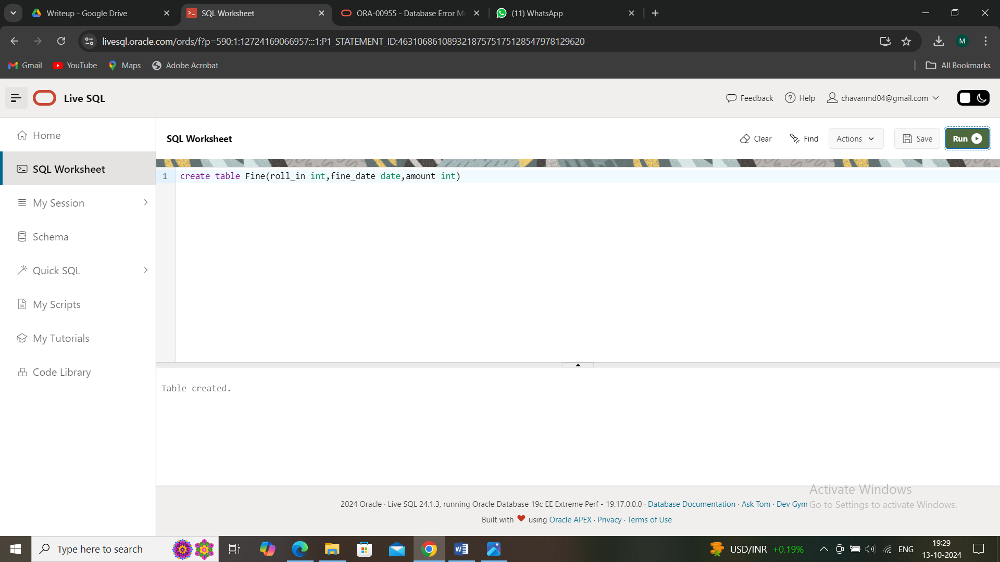 Writeup - Google Drive
SQL Worksheet
ORA-00955 - Database Error M
(11) WhatsApp
livesql.oracle.com/ords/f?p=590:1:12724169066957:::1:P1_STATEMENT_ID:463106861089321875751751285479781296​20
M
Gmail
YouTube
Maps
Adobe Acrobat
All Bookmarks
Live SQL
Feedback
Help
chavanmd04@gmail.com
Home
SQL Worksheet
My Session
Schema
Quick SQL
My Scripts
My Tutorials
Code Library
SQL Worksheet
Clear
Find
Actions
Save
Run
1 create table Fine(roll_in int,fine_date date,amount int)
Table created.
2024 Oracle · Live SQL 24.1.3, running Oracle Database 19c EE Extreme Perf - 19.17.0.0.0 · Database Documentation · Ask Tom · Dev Gym
Built with ❤ using Oracle APEX · Privacy · Terms of Use
Activate Windows
Go to Settings to activate Windows.
Type here to search
USD/INR +0.19%
ENG
19:29
13-10-2024